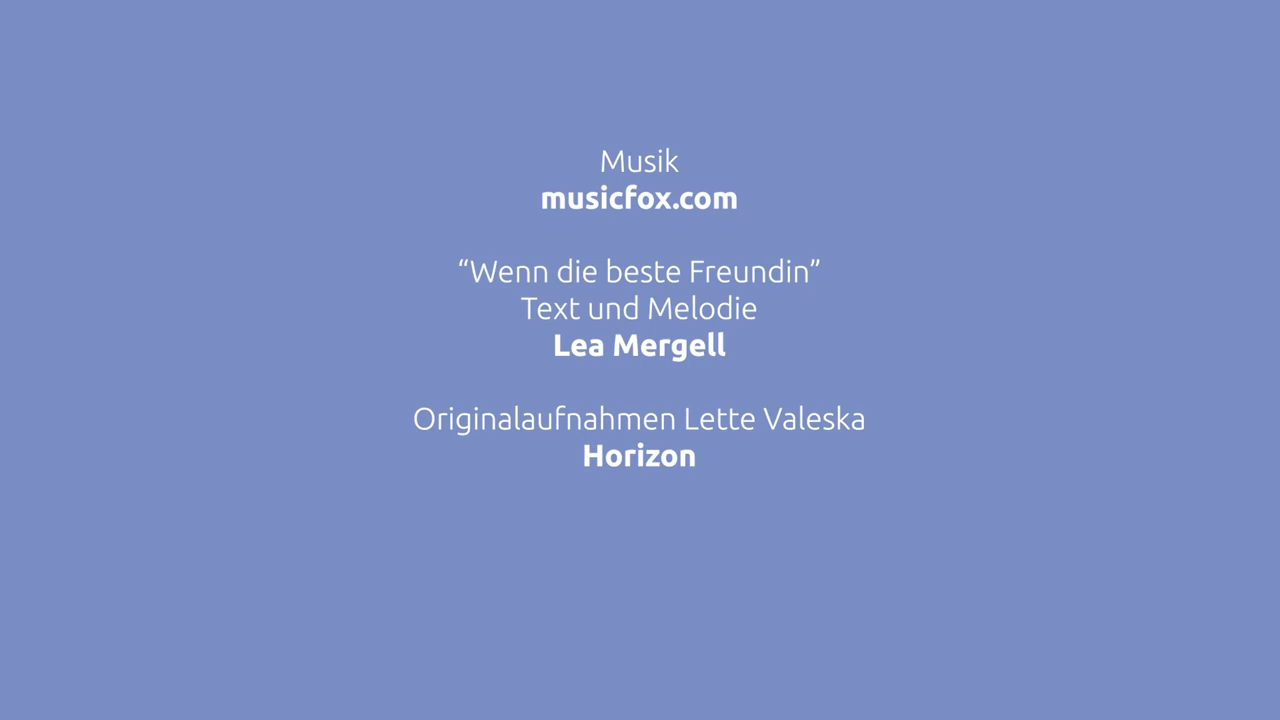 Musik
musicfox.com
“Wenn die beste Freundin”
Text und Melodie
Lea Mergell
Originalaufnahmen Lette Valeska
Horizon